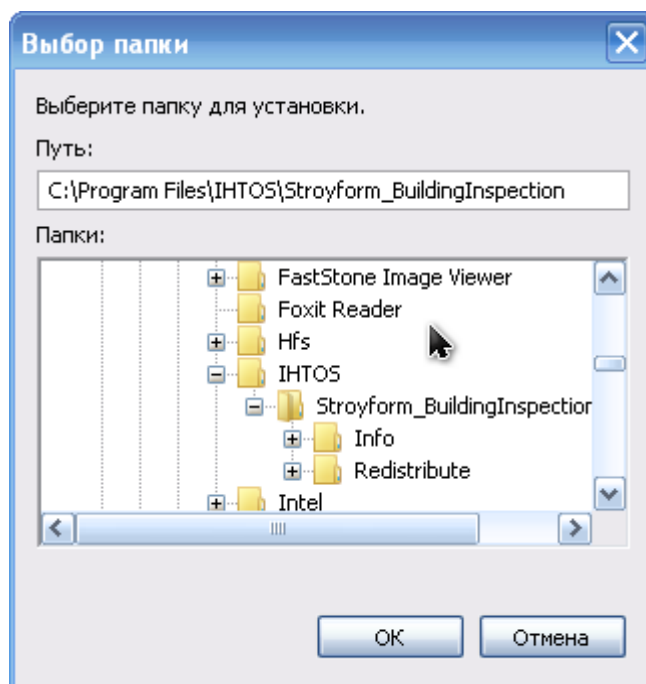 Выбор папки
Выберите папку для установки.
Путь:
C:\Program Files\IHTOS\Stroyform_BuildingInspection
Папки:
FastStone Image Viewer
Foxit Reader
Hfs
IHTOS
Stroyform_BuildingInspection
Info
Redistribute
Intel
ОК
Отмена